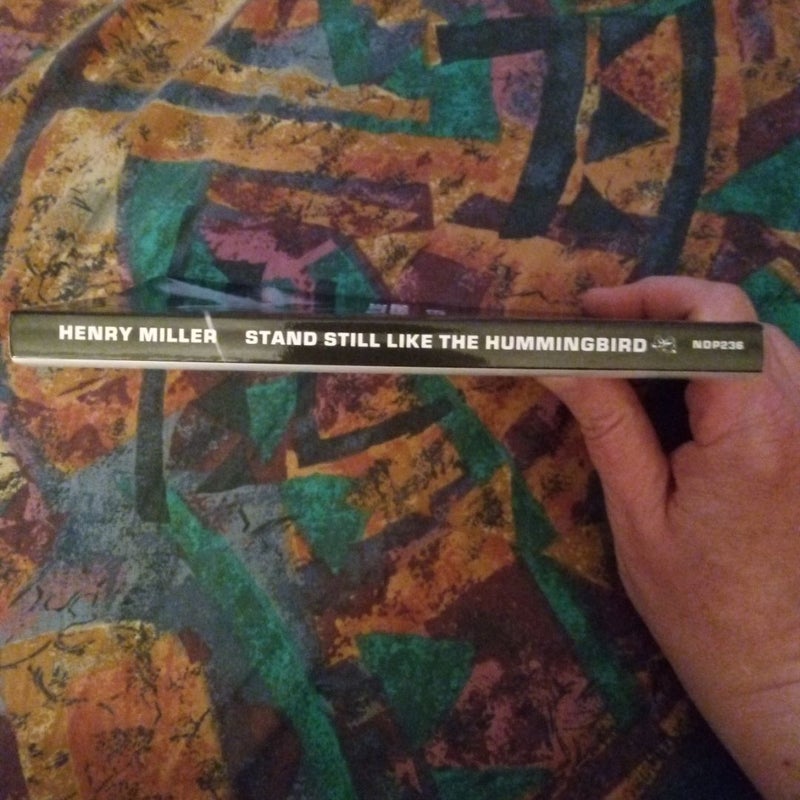 HENRY MILLER STAND STILL LIKE THE HUMMINGBIRD NDP236